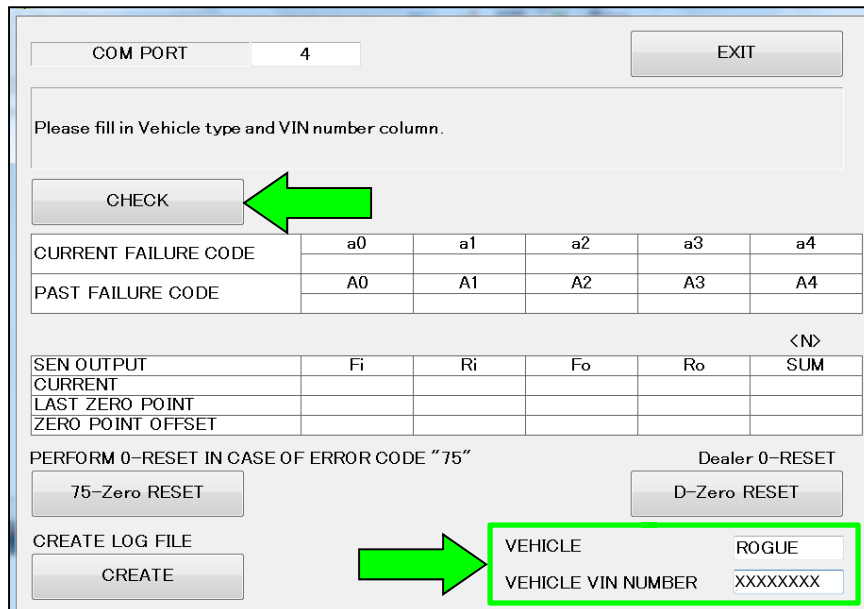 COM PORT 4 EXIT
Please fill in Vehicle type and VIN number column.
CHECK
CURRENT FAILURE CODE a0 a1 a2 a3 a4
PAST FAILURE CODE A0 A1 A2 A3 A4
<N>
SEN OUTPUT Fi Ri Fo Ro SUM
CURRENT
LAST ZERO POINT
ZERO POINT OFFSET
PERFORM 0-RESET IN CASE OF ERROR CODE "75" Dealer 0-RESET
75-Zero RESET D-Zero RESET
CREATE LOG FILE
CREATE
VEHICLE ROGUE
VEHICLE VIN NUMBER XXXXXXXX